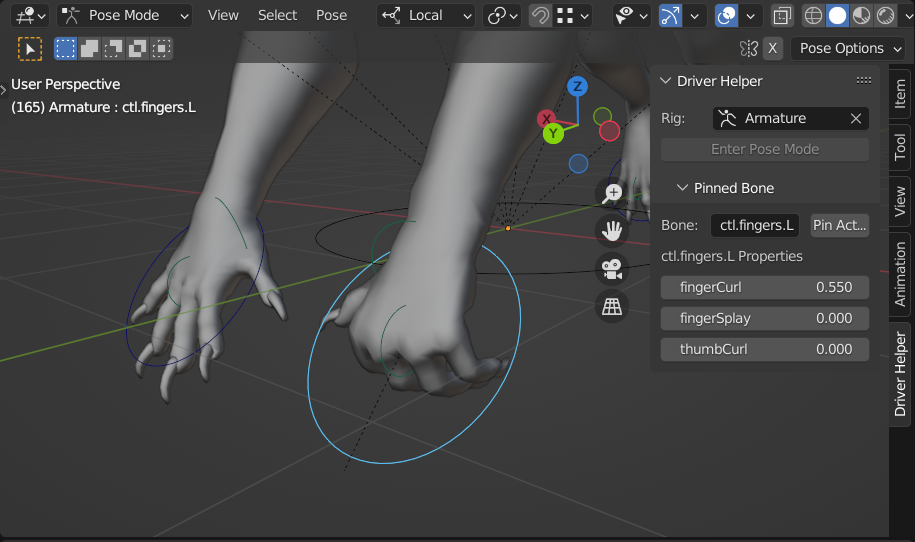 Pose Mode
View
Select
Pose
Local
X
Pose Options
User Perspective
(165) Armature : ctl.fingers.L
Z
X
Y
Driver Helper
Rig:
Armature
Enter Pose Mode
Pinned Bone
Bone:
ctl.fingers.L
Pin Act...
ctl.fingers.L Properties
fingerCurl
0.550
fingerSplay
0.000
thumbCurl
0.000
Item
Tool
View
Animation
Driver Helper